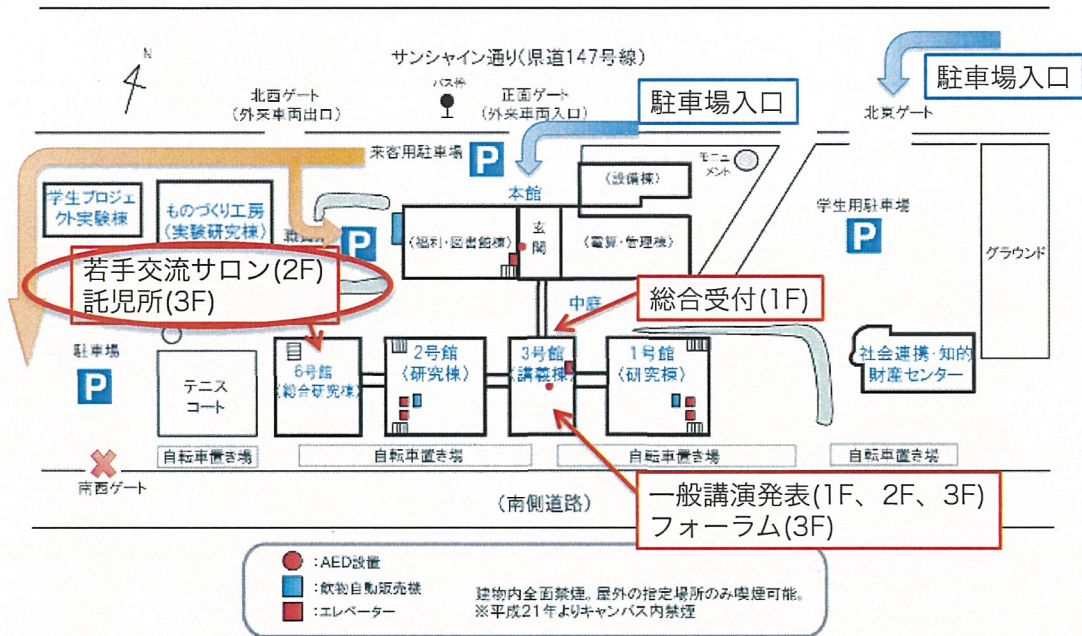 N
サンシャイン通り(県道147号線)
バス停
北西ゲート
(外来車両出口)
正面ゲート
(外来車両入口)
駐車場入口
駐車場入口
北東ゲート
来客用駐車場
P
モニュ
メント
本館
〈設備棟〉
学生プロジェ
クト実験棟
ものづくり工房
〈実験研究棟〉
P
〈福利・図書館棟〉
玄
関
〈電算・管理棟〉
学生用駐車場
P
グラウンド
若手交流サロン(2F)
託児所(3F)
中庭
総合受付(1F)
駐車場
P
テニス
コート
6号館
〈総合研究棟〉
2号館
〈研究棟〉
3号館
〈講義棟〉
1号館
〈研究棟〉
社会連携・知的
財産センター
自転車置き場
自転車置き場
自転車置き場
自転車置き場
南西ゲート
(南側道路)
一般講演発表(1F、2F、3F)
フォーラム(3F)
:AED設置
:飲物自動販売機
:エレベーター
建物内全面禁煙。屋外の指定場所のみ喫煙可能。
※平成21年よりキャンパス内禁煙